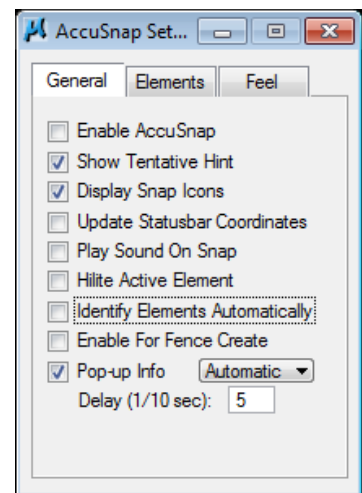 AccuSnap Set...
General Elements Feel
Enable AccuSnap
Show Tentative Hint
Display Snap Icons
Update Statusbar Coordinates
Play Sound On Snap
Hilite Active Element
Identify Elements Automatically
Enable For Fence Create
Pop-up Info Automatic
Delay (1/10 sec): 5